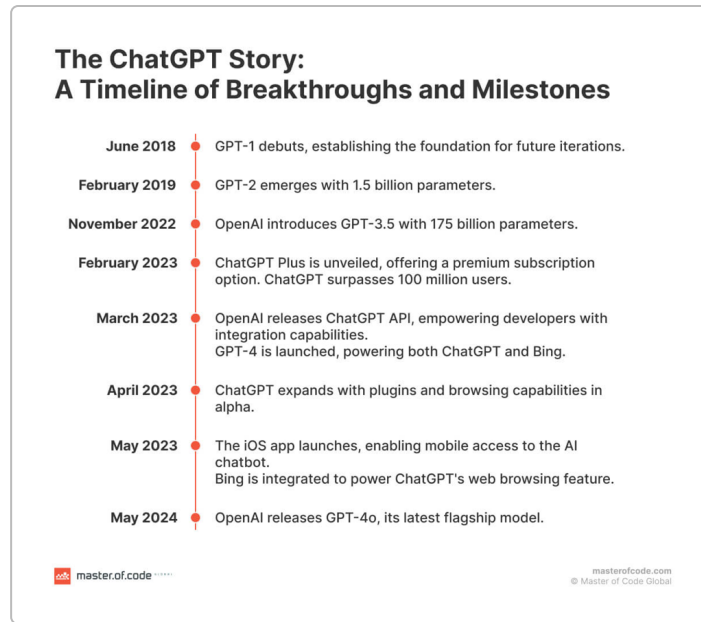 The ChatGPT Story:
A Timeline of Breakthroughs and Milestones
June 2018 GPT-1 debuts, establishing the foundation for future iterations.
February 2019 GPT-2 emerges with 1.5 billion parameters.
November 2022 OpenAI introduces GPT-3.5 with 175 billion parameters.
February 2023 ChatGPT Plus is unveiled, offering a premium subscription
option. ChatGPT surpasses 100 million users.
March 2023 OpenAI releases ChatGPT API, empowering developers with
integration capabilities.
GPT-4 is launched, powering both ChatGPT and Bing.
April 2023 ChatGPT expands with plugins and browsing capabilities in
alpha.
May 2023 The iOS app launches, enabling mobile access to the AI
chatbot.
Bing is integrated to power ChatGPT's web browsing feature.
May 2024 OpenAI releases GPT-4o, its latest flagship model.
master.of.code
masterofcode.com
© Master of Code Global